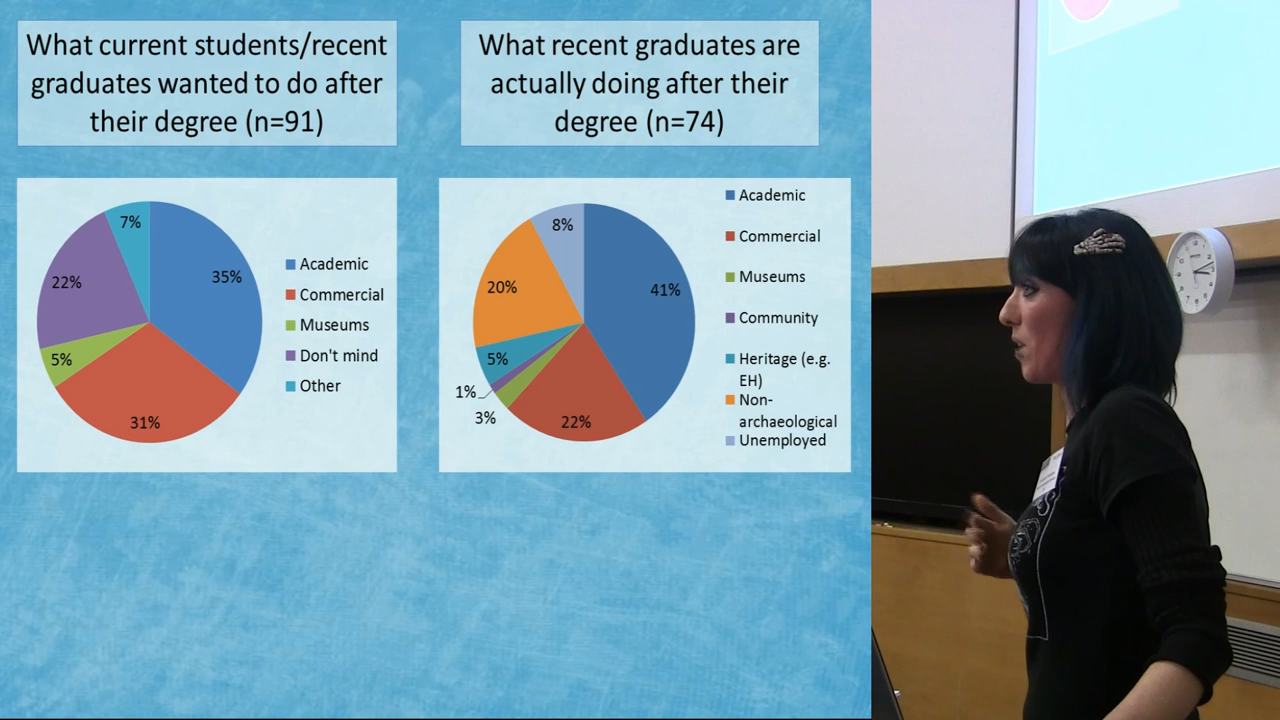 What current students/recent
graduates wanted to do after
their degree (n=91)
What recent graduates are
actually doing after their
degree (n=74)
7%
35%
22%
5%
31%
Academic
Commercial
Museums
Don't mind
Other
8%
41%
20%
5%
1%
3%
22%
Academic
Commercial
Museums
Community
Heritage (e.g.
EH)
Non-
archaeological
Unemployed